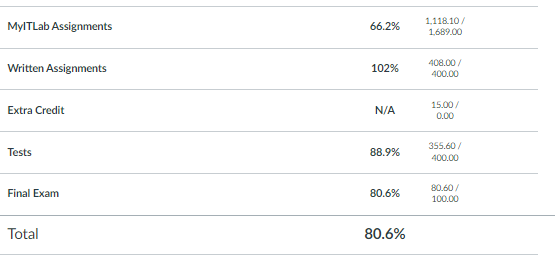 MyITLab Assignments 66.2% 1,118.10 /
1,689.00
Written Assignments 102% 408.00 /
400.00
Extra Credit N/A 15.00 /
0.00
Tests 88.9% 355.60 /
400.00
Final Exam 80.6% 80.60 /
100.00
Total 80.6%